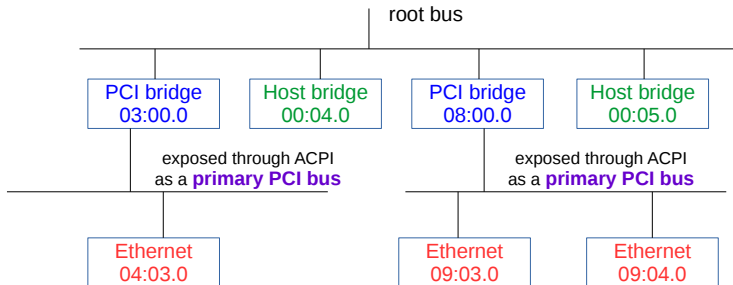 root bus
PCI bridge
03:00.0
Host bridge
00:04.0
PCI bridge
08:00.0
Host bridge
00:05.0
exposed through ACPI
as a primary PCI bus
exposed through ACPI
as a primary PCI bus
Ethernet
04:03.0
Ethernet
09:03.0
Ethernet
09:04.0